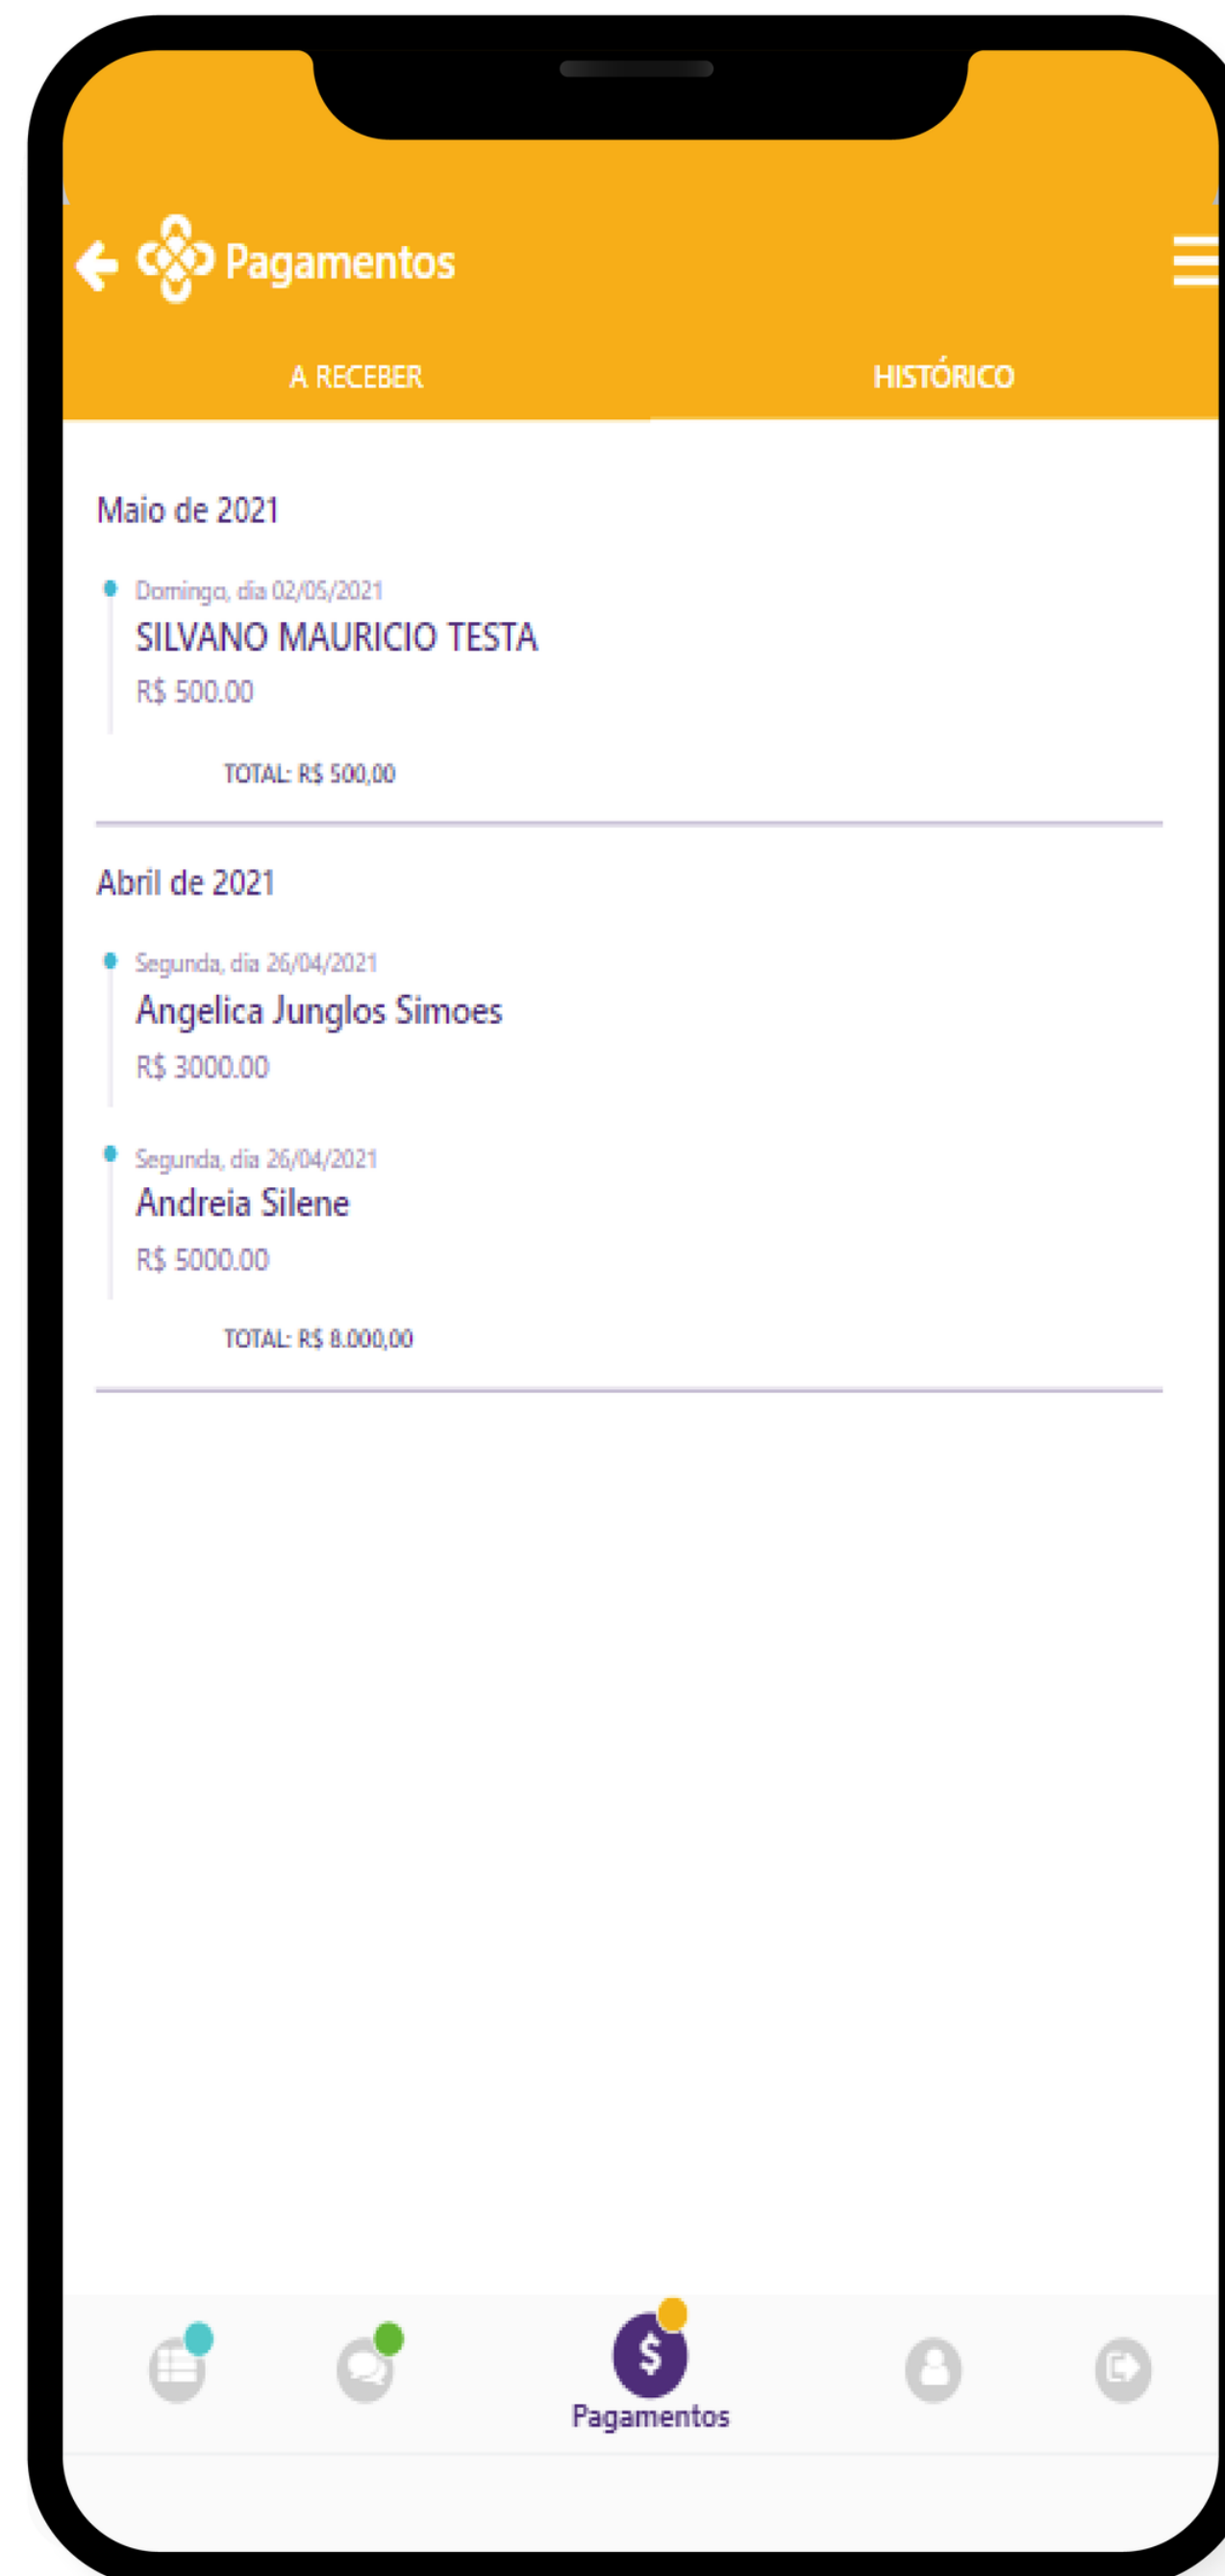 Pagamentos
A RECEBER
HISTÓRICO
Maio de 2021
Domingo, dia 02/05/2021
SILVANO MAURICIO TESTA
R$ 500.00
TOTAL: R$ 500,00
Abril de 2021
Segunda, dia 26/04/2021
Angelica Junglos Simoes
R$ 3000.00
Segunda, dia 26/04/2021
Andreia Silene
R$ 5000.00
TOTAL: R$ 8.000,00
$
Pagamentos